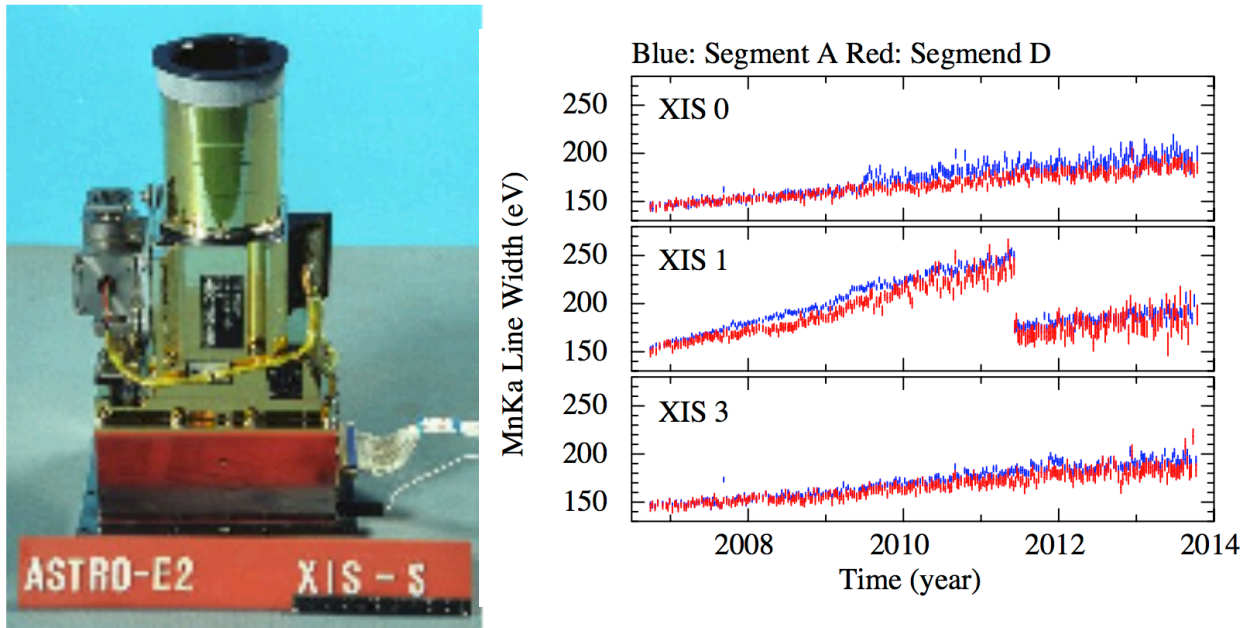 ASTRO-E2 XIS-S
Blue: Segment A Red: Segmend D
MnKa Line Width (eV)
XIS 0
250
200
150
XIS 1
250
200
150
XIS 3
250
200
150
2008 2010 2012 2014
Time (year)